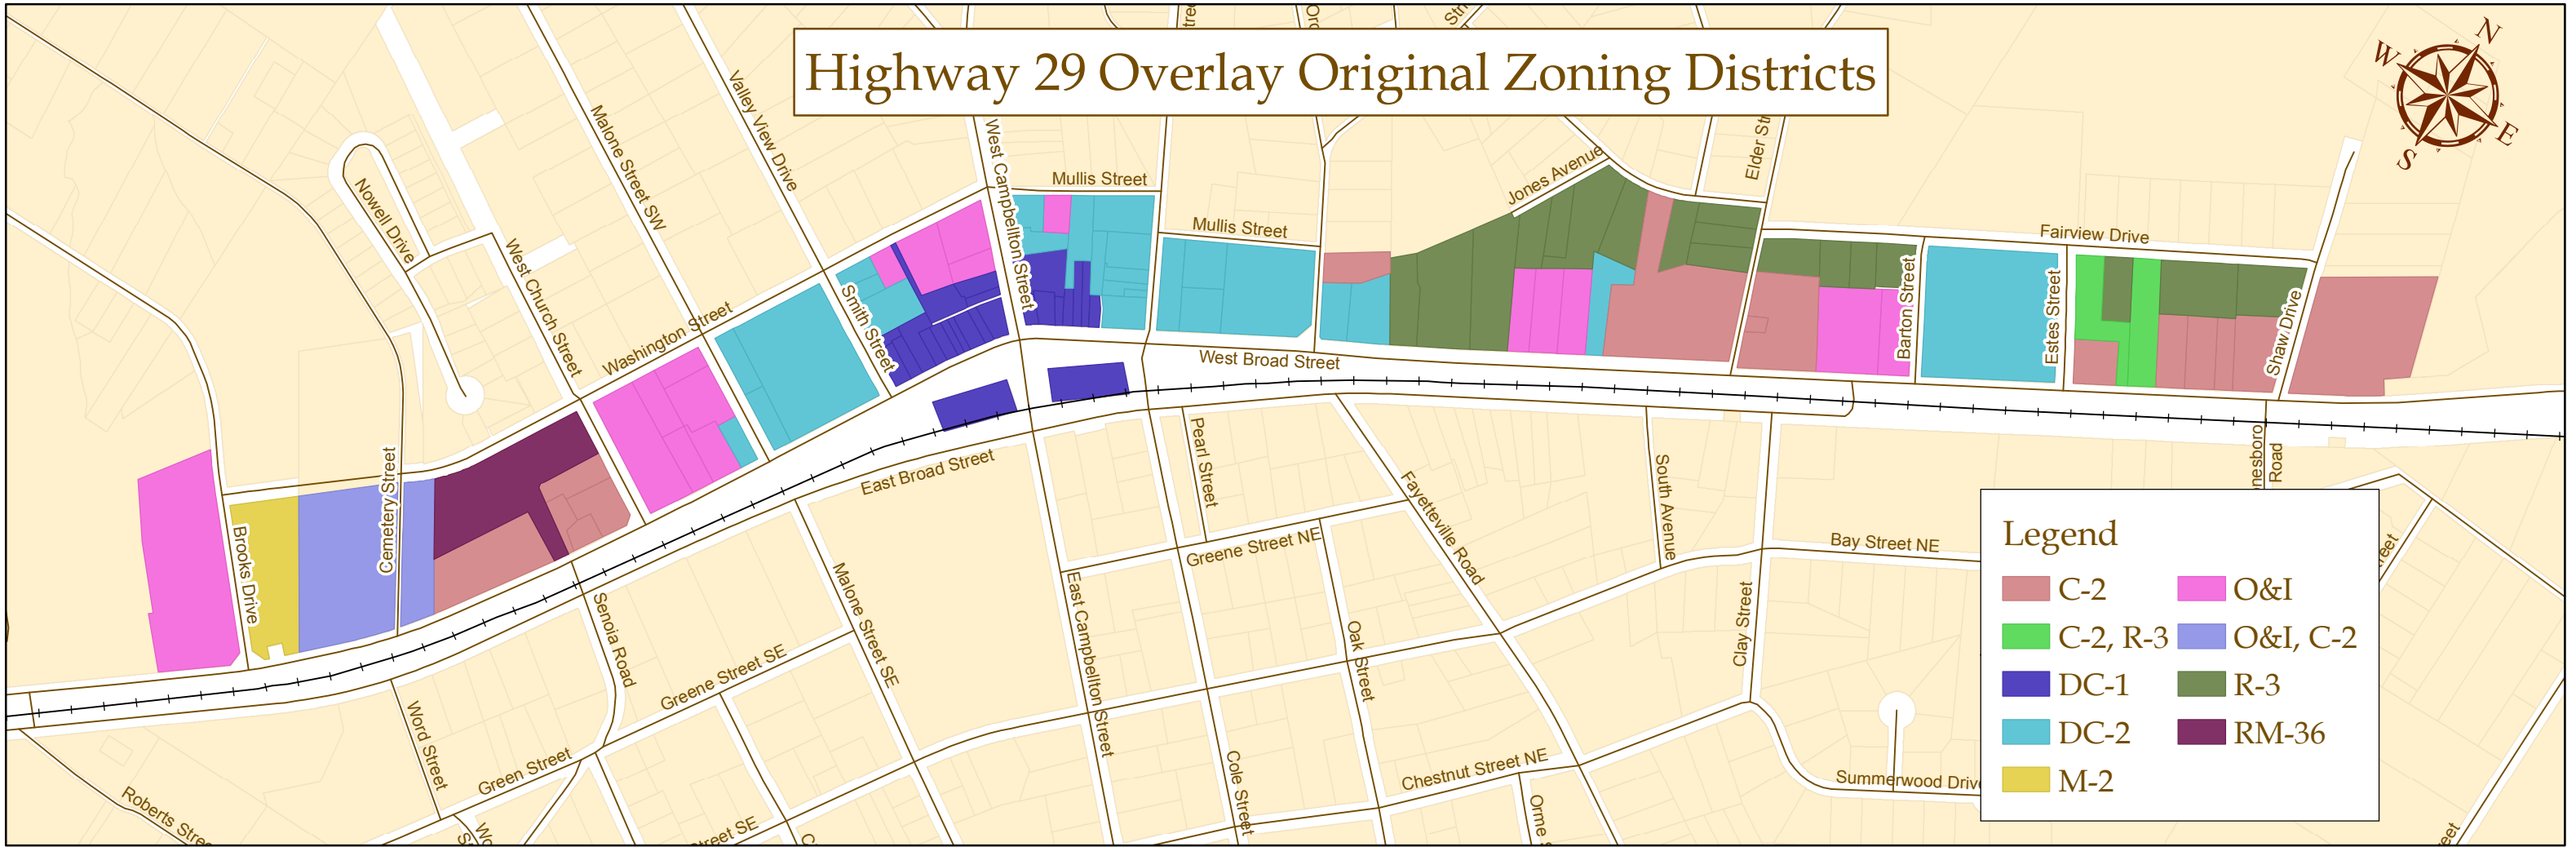 Highway 29 Overlay Original Zoning Districts
N
W
E
S
Valley View Drive
Malone Street SW
West Campbellton Street
Mullis Street
Mullis Street
Jones Avenue
Fairview Drive
Nowell Drive
West Church Street
Washington Street
Smith Street
West Broad Street
Barton Street
Estes Street
Shaw Drive
Cemetery Street
Brooks Drive
East Broad Street
Pearl Street
Fayetteville Road
South Avenue
Road
Greene Street NE
Bay Street NE
Senoia Road
Malone Street SE
East Campbellton Street
Oak Street
Clay Street
Greene Street SE
Word Street
Green Street
Cole Street
Chestnut Street NE
Summerwood Drive
Roberts Stree
Orme S
treet SE
Legend
C-2
O&I
C-2, R-3
O&I, C-2
DC-1
R-3
DC-2
RM-36
M-2